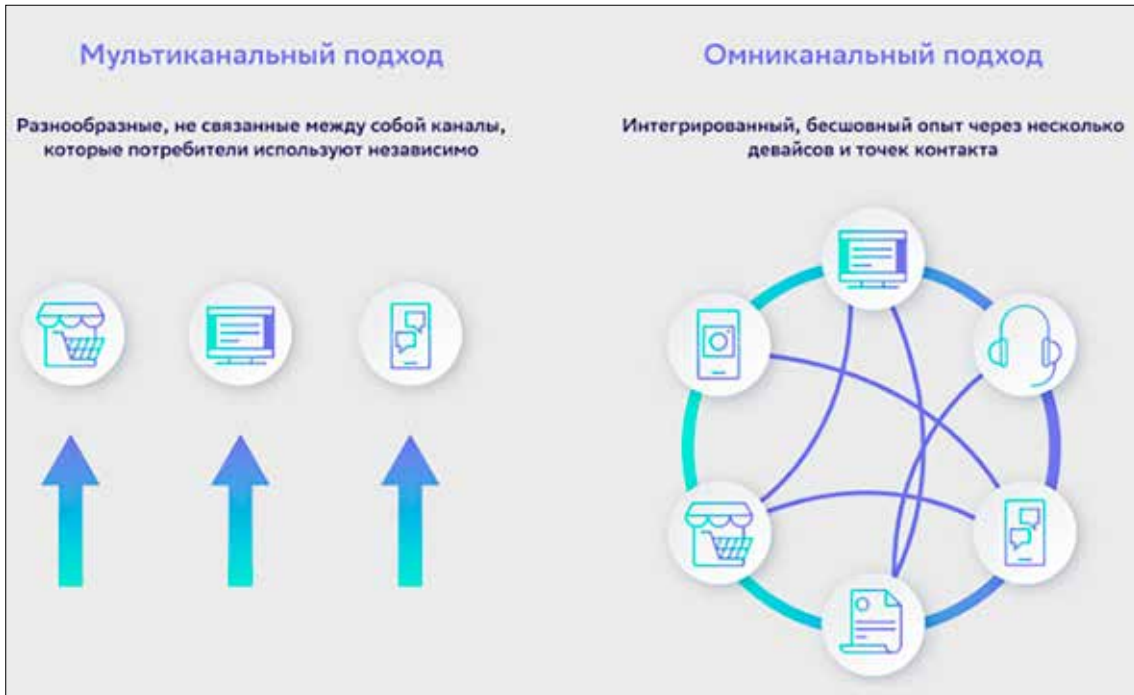 Мультиканальный подход
Разнообразные, не связанные между собой каналы,
которые потребители используют независимо
Омниканальный подход
Интегрированный, бесшовный опыт через несколько
девайсов и точек контакта